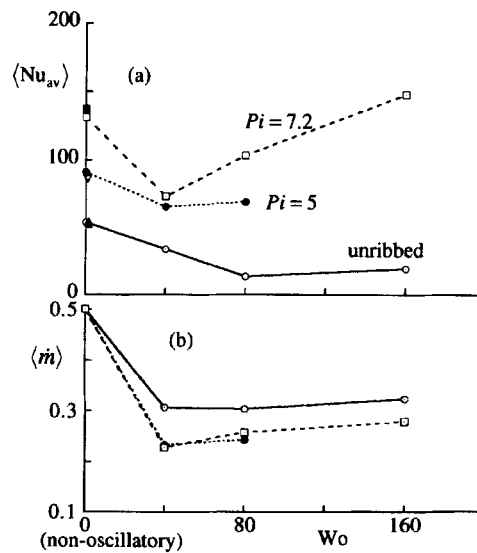 200
⟨Nu_av⟩
(a)
Pi = 7.2
100
Pi = 5
unribbed
0
0.5
(b)
⟨ṁ⟩
0.3
0.1
0 80 Wo 160
(non-oscillatory)